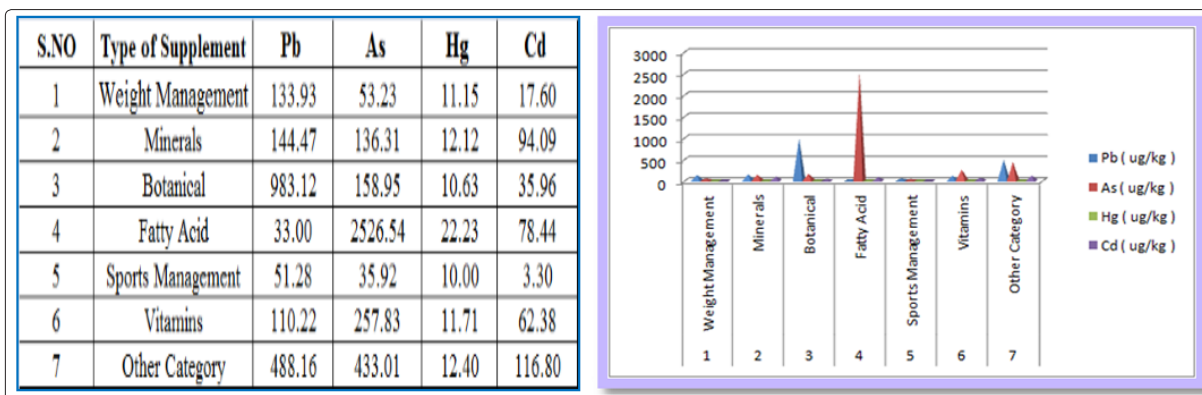 S.NO Type of Supplement Pb As Hg Cd
1 Weight Management 133.93 53.23 11.15 17.60
2 Minerals 144.47 136.31 12.12 94.09
3 Botanical 983.12 158.95 10.63 35.96
4 Fatty Acid 33.00 2526.54 22.23 78.44
5 Sports Management 51.28 35.92 10.00 3.30
6 Vitamins 110.22 257.83 11.71 62.38
7 Other Category 488.16 433.01 12.40 116.80
3000
2500
2000
1500
1000
500
0
Weight Management
Minerals
Botanical
Fatty Acid
Sports Management
Vitamins
Other Category
1 2 3 4 5 6 7
Pb ( ug/kg )
As ( ug/kg )
Hg ( ug/kg )
Cd ( ug/kg )